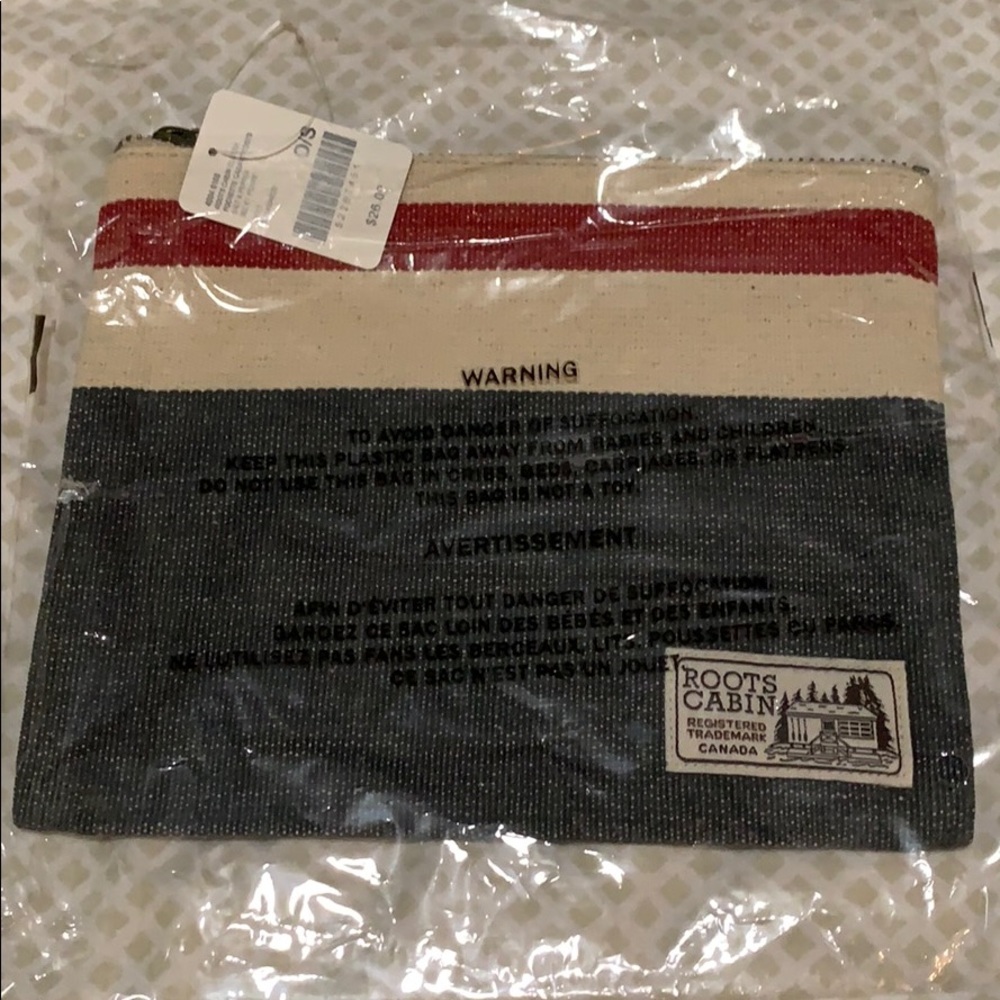 O/S
$26.00
WARNING
TO AVOID DANGER OF SUFFOCATION,
KEEP THIS PLASTIC BAG AWAY FROM BABIES AND CHILDREN.
DO NOT USE THIS BAG IN CRIBS, BEDS, CARRIAGES, OR PLAYPENS
THIS BAG IS NOT A TOY.
AVERTISSEMENT
AFIN D'ÉVITER TOUT DANGER DE SUFFOCATION.
GARDEZ CE SAC LOIN DES BÉBÉS ET DES ENFANTS.
NE L'UTILISEZ PAS FANS LES BERCEAUX, LITS, POUSSETTES OU PARCS.
CE SAC N'EST PAS UN JOUET
ROOTS
CABIN
REGISTERED
TRADEMARK
CANADA